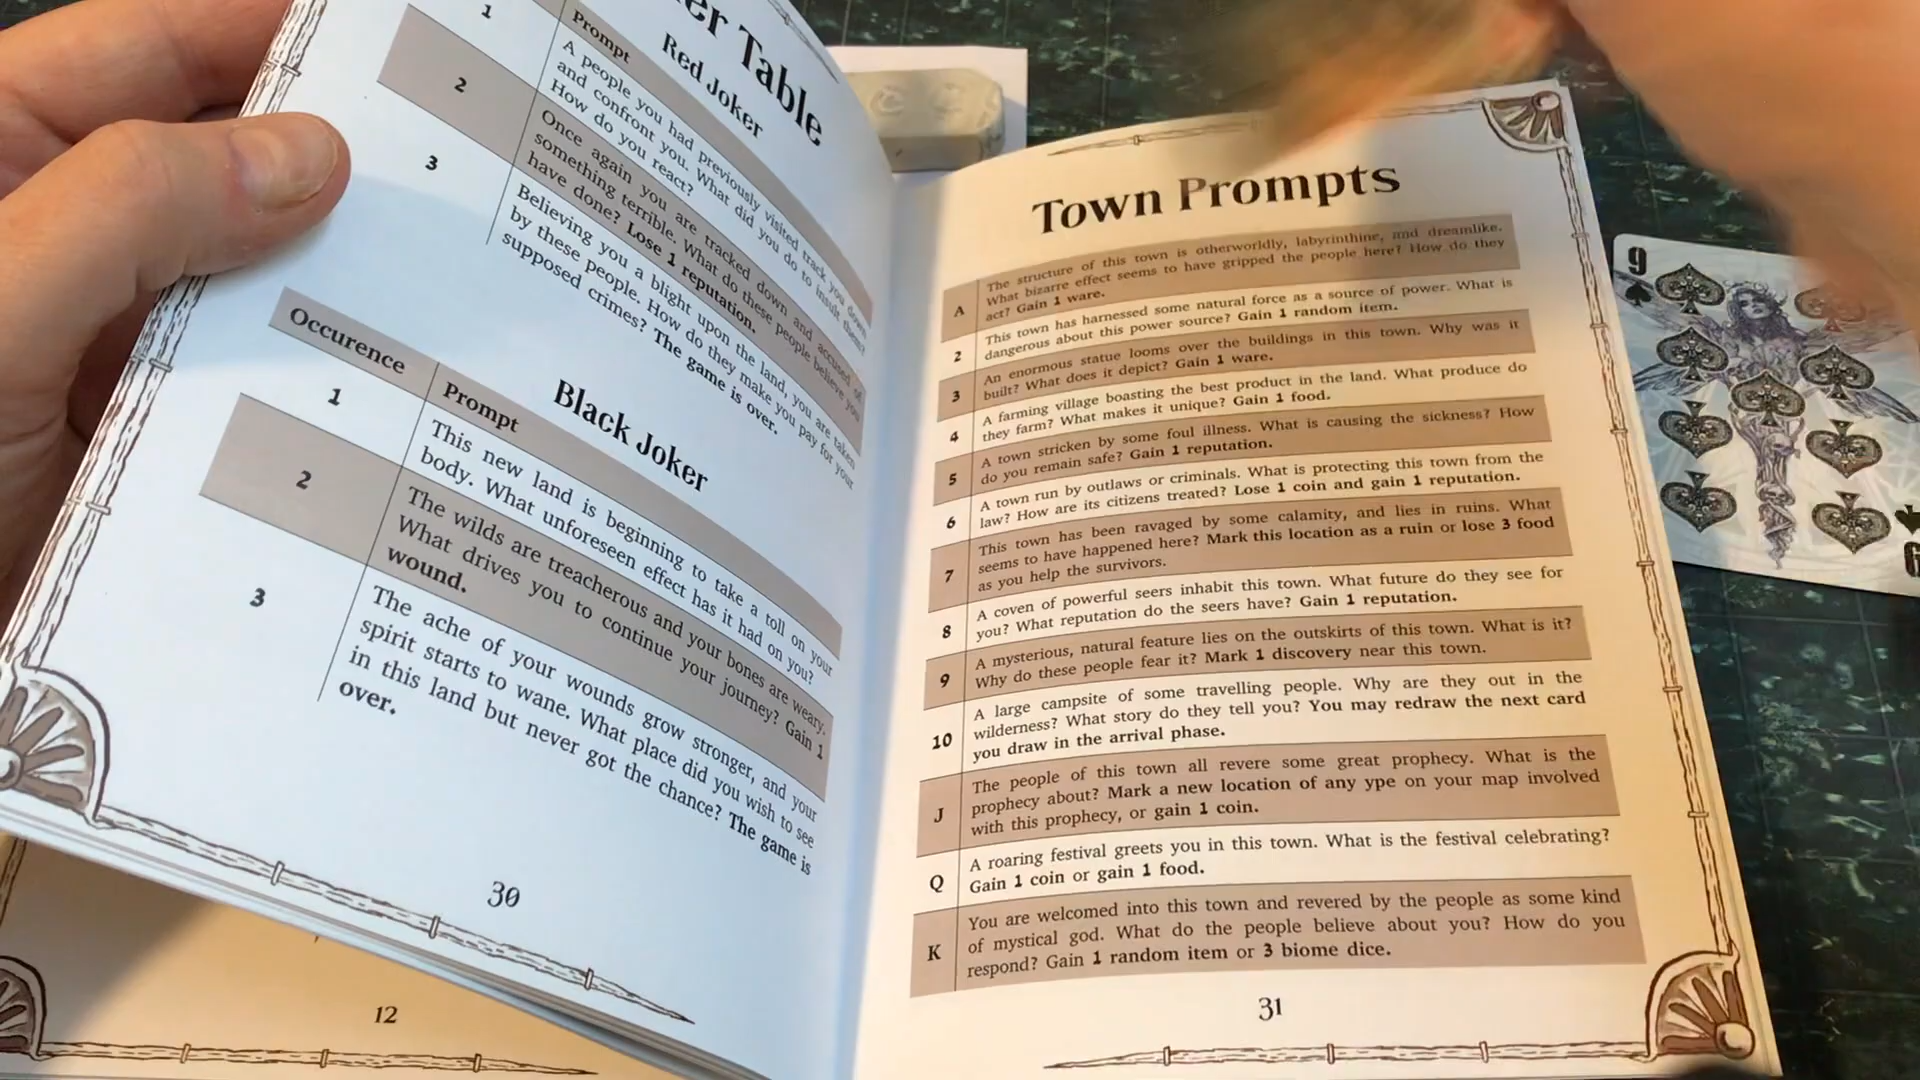 er Table
Red Joker
Prompt
1
A people you had previously visited track you down
and confront you. What did you do to insult them?
How do you react?
2
Once again you are tracked down and accused of
something terrible. What do these people believe you
have done? Lose 1 reputation.
3
Believing you a blight upon the land, you are taken
by these people. How do they make you pay for your
supposed crimes? The game is over.
Black Joker
Occurence
Prompt
1
This new land is beginning to take a toll on your
body. What unforeseen effect has it had on you?
2
The wilds are treacherous and your bones are weary.
What drives you to continue your journey? Gain 1
wound.
3
The ache of your wounds grow stronger, and your
spirit starts to wane. What place did you wish to see
in this land but never got the chance? The game is
over.
30
12
Town Prompts
A
The structure of this town is otherworldly, labyrinthine, and dreamlike.
What bizarre effect seems to have gripped the people here? How do they
act? Gain 1 ware.
2
This town has harnessed some natural force as a source of power. What is
dangerous about this power source? Gain 1 random item.
3
An enormous statue looms over the buildings in this town. Why was it
built? What does it depict? Gain 1 ware.
4
A farming village boasting the best product in the land. What produce do
they farm? What makes it unique? Gain 1 food.
5
A town stricken by some foul illness. What is causing the sickness? How
do you remain safe? Gain 1 reputation.
6
A town run by outlaws or criminals. What is protecting this town from the
law? How are its citizens treated? Lose 1 coin and gain 1 reputation.
7
This town has been ravaged by some calamity, and lies in ruins. What
seems to have happened here? Mark this location as a ruin or lose 3 food
as you help the survivors.
8
A coven of powerful seers inhabit this town. What future do they see for
you? What reputation do the seers have? Gain 1 reputation.
9
A mysterious, natural feature lies on the outskirts of this town. What is it?
Why do these people fear it? Mark 1 discovery near this town.
10
A large campsite of some travelling people. Why are they out in the
wilderness? What story do they tell you? You may redraw the next card
you draw in the arrival phase.
J
The people of this town all revere some great prophecy. What is the
prophecy about? Mark a new location of any ype on your map involved
with this prophecy, or gain 1 coin.
Q
A roaring festival greets you in this town. What is the festival celebrating?
Gain 1 coin or gain 1 food.
K
You are welcomed into this town and revered by the people as some kind
of mystical god. What do the people believe about you? How do you
respond? Gain 1 random item or 3 biome dice.
31
9
9